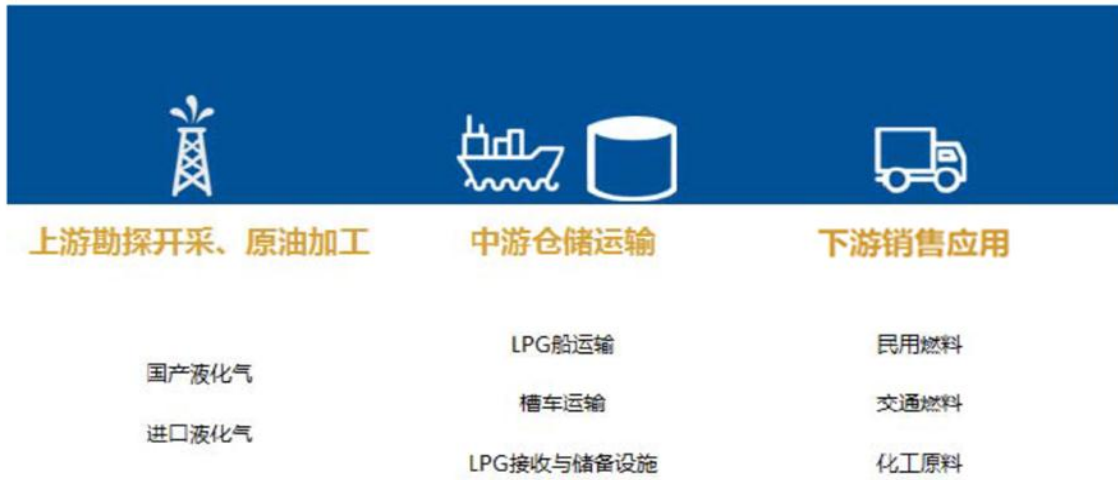 上游勘探开采、原油加工
中游仓储运输
下游销售应用
国产液化气
进口液化气
LPG船运输
槽车运输
LPG接收与储备设施
民用燃料
交通燃料
化工原料